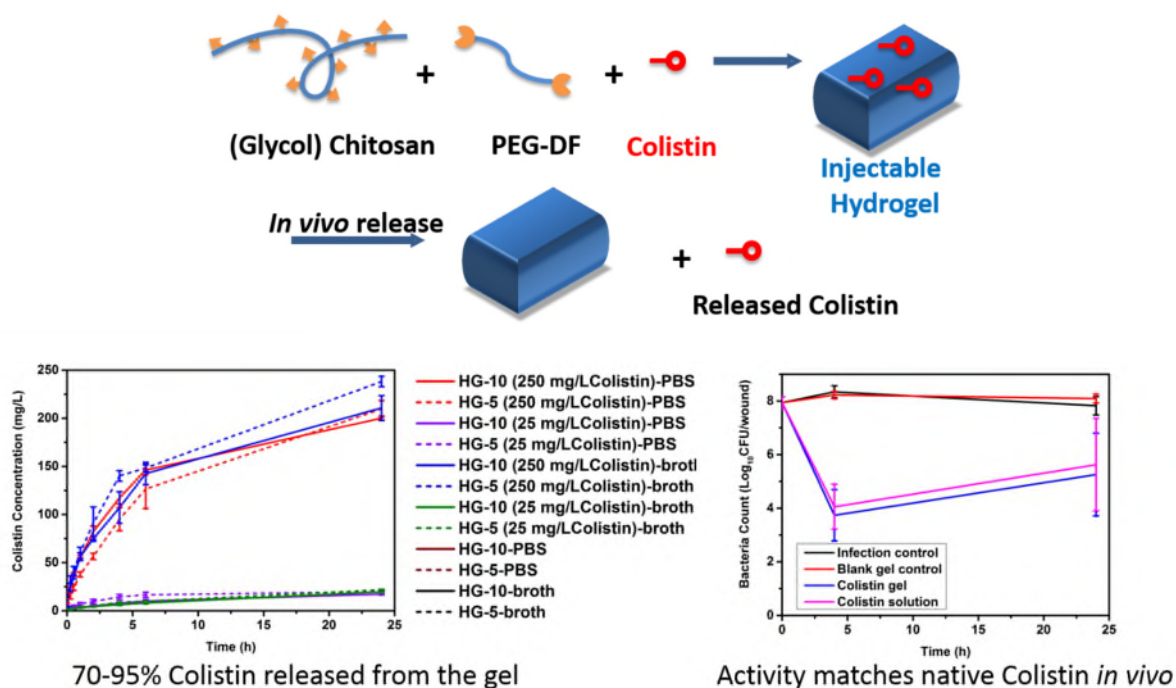 +
+
(Glycol) Chitosan
PEG-DF
Colistin
Injectable
Hydrogel
In vivo release
+
Released Colistin
Colistin Concentration (mg/L)
250
200
150
100
50
0
0
5
10
15
20
25
Time (h)
HG-10 (250 mg/LColistin)-PBS
HG-5 (250 mg/LColistin)-PBS
HG-10 (25 mg/LColistin)-PBS
HG-5 (25 mg/LColistin)-PBS
HG-10 (250 mg/LColistin)-broth
HG-5 (250 mg/LColistin)-broth
HG-10 (25 mg/LColistin)-broth
HG-5 (25 mg/LColistin)-broth
HG-10-PBS
HG-5-PBS
HG-10-broth
HG-5-broth
70-95% Colistin released from the gel
Bacteria Count (Log10CFU/wound)
8
6
4
2
0
0
5
10
15
20
25
Time (h)
Infection control
Blank gel control
Colistin gel
Colistin solution
Activity matches native Colistin in vivo